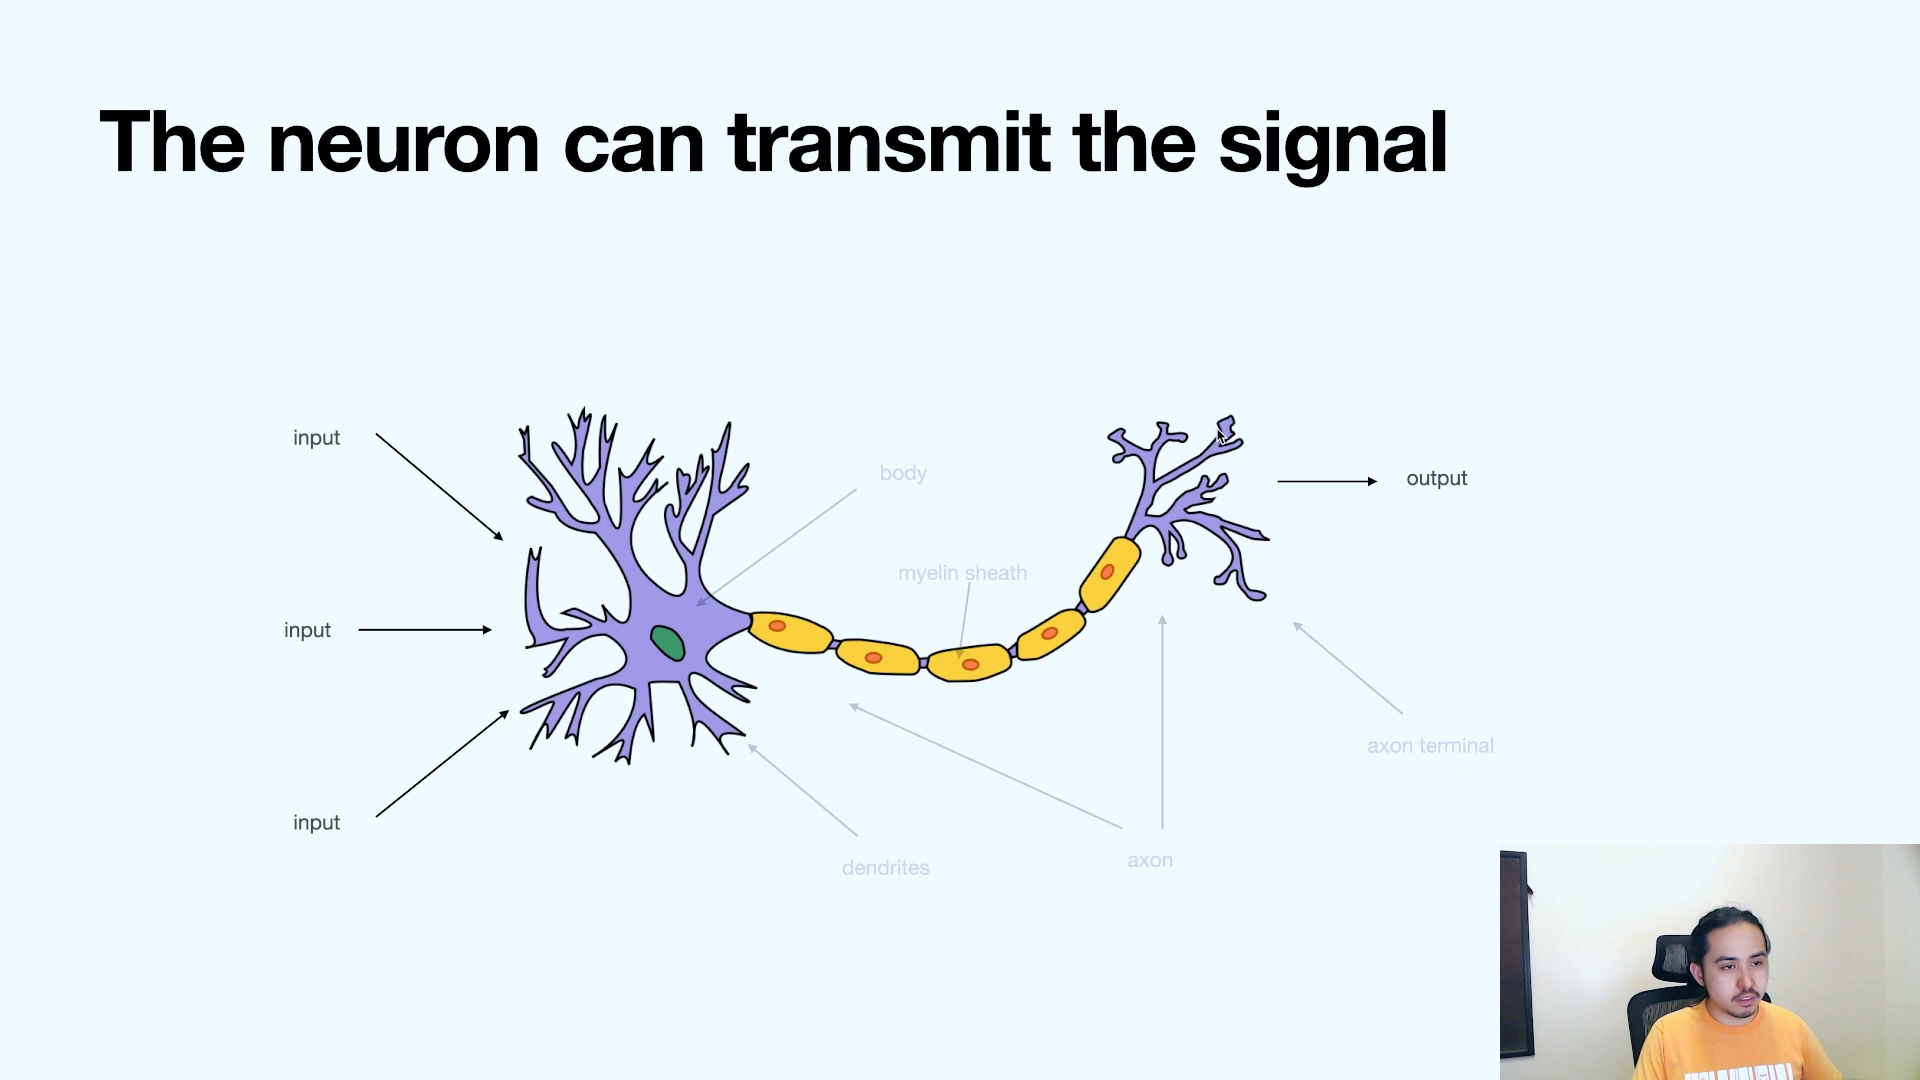 The neuron can transmit the signal
input
body
output
myelin sheath
input
axon terminal
input
dendrites
axon